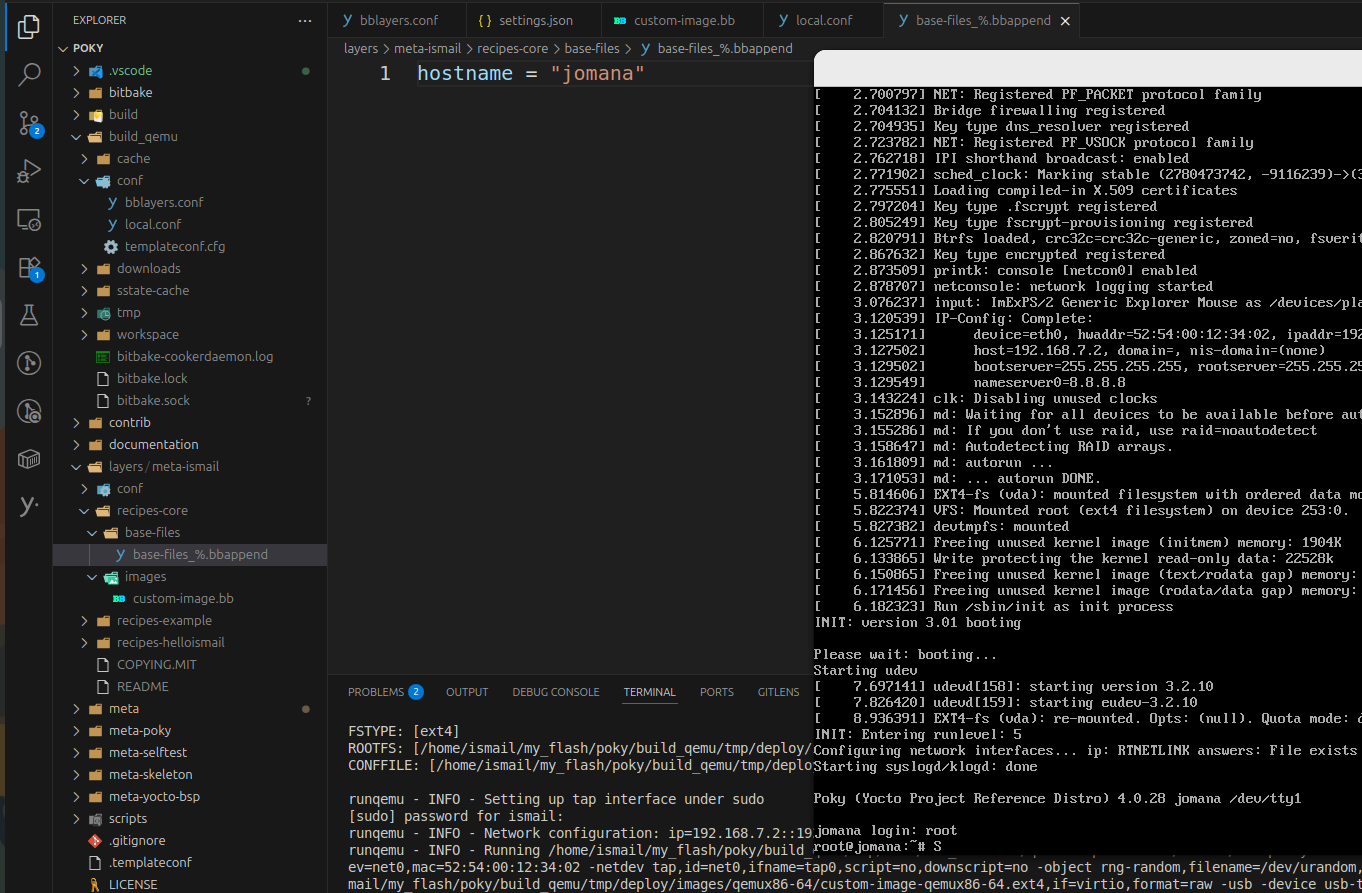 EXPLORER
POKY
.vscode
bitbake
build
build_qemu
cache
conf
bblayers.conf
local.conf
templateconf.cfg
downloads
sstate-cache
tmp
workspace
bitbake-cookerdaemon.log
bitbake.lock
bitbake.sock ?
contrib
documentation
layers / meta-ismail
conf
recipes-core
base-files
base-files_%.bbappend
images
custom-image.bb
recipes-example
recipes-helloismail
COPYING.MIT
README
meta
meta-poky
meta-selftest
meta-skeleton
meta-yocto-bsp
scripts
.gitignore
.templateconf
LICENSE
2
1
bblayers.conf settings.json custom-image.bb local.conf base-files_%.bbappend
layers > meta-ismail > recipes-core > base-files > base-files_%.bbappend
1 hostname = "jomana"
PROBLEMS 2 OUTPUT DEBUG CONSOLE TERMINAL PORTS GITLENS
FSTYPE: [ext4]
ROOTFS: [/home/ismail/my_flash/poky/build_qemu/tmp/deploy/
CONFFILE: [/home/ismail/my_flash/poky/build_qemu/tmp/deplo
runqemu - INFO - Setting up tap interface under sudo
[sudo] password for ismail:
runqemu - INFO - Network configuration: ip=192.168.7.2::19
runqemu - INFO - Running /home/ismail/my_flash/poky/build_
ev=net0,mac=52:54:00:12:34:02 -netdev tap,id=net0,ifname=tap0,script=no,downscript=no -object rng-random,filename=/dev/urandom,
mail/my_flash/poky/build_qemu/tmp/deploy/images/qemux86-64/custom-image-qemux86-64.ext4,if=virtio,format=raw -usb -device usb-
[ 2.700797] NET: Registered PF_PACKET protocol family
[ 2.704132] Bridge firewalling registered
[ 2.704935] Key type dns_resolver registered
[ 2.723782] NET: Registered PF_VSOCK protocol family
[ 2.762718] IPI shorthand broadcast: enabled
[ 2.771902] sched_clock: Marking stable (2780473742, -9116239)->(
[ 2.775551] Loading compiled-in X.509 certificates
[ 2.797204] Key type .fscrypt registered
[ 2.805249] Key type fscrypt-provisioning registered
[ 2.820791] Btrfs loaded, crc32c=crc32c-generic, zoned=no, fsverit
[ 2.867632] Key type encrypted registered
[ 2.873509] printk: console [netcon0] enabled
[ 2.878707] netconsole: network logging started
[ 3.076237] input: ImExPS/2 Generic Explorer Mouse as /devices/pla
[ 3.120539] IP-Config: Complete:
[ 3.125171] device=eth0, hwaddr=52:54:00:12:34:02, ipaddr=192
[ 3.127502] host=192.168.7.2, domain=, nis-domain=(none)
[ 3.129502] bootserver=255.255.255.255, rootserver=255.255.25
[ 3.129549] nameserver0=8.8.8.8
[ 3.143224] clk: Disabling unused clocks
[ 3.152896] md: Waiting for all devices to be available before aut
[ 3.155286] md: If you don't use raid, use raid=noautodetect
[ 3.158647] md: Autodetecting RAID arrays.
[ 3.161809] md: autorun ...
[ 3.171053] md: ... autorun DONE.
[ 5.814606] EXT4-fs (vda): mounted filesystem with ordered data mo
[ 5.822374] VFS: Mounted root (ext4 filesystem) on device 253:0.
[ 5.827382] devtmpfs: mounted
[ 6.125771] Freeing unused kernel image (initmem) memory: 1904K
[ 6.133865] Write protecting the kernel read-only data: 22528k
[ 6.150865] Freeing unused kernel image (text/rodata gap) memory:
[ 6.171456] Freeing unused kernel image (rodata/data gap) memory:
[ 6.182323] Run /sbin/init as init process
INIT: version 3.01 booting
Please wait: booting...
Starting udev
[ 7.697141] udevd[158]: starting version 3.2.10
[ 7.826420] udevd[159]: starting eudev-3.2.10
[ 8.936391] EXT4-fs (vda): re-mounted. Opts: (null). Quota mode:
INIT: Entering runlevel: 5
Configuring network interfaces... ip: RTNETLINK answers: File exists
Starting syslogd/klogd: done
Poky (Yocto Project Reference Distro) 4.0.28 jomana /dev/tty1
jomana login: root
root@jomana:~# S